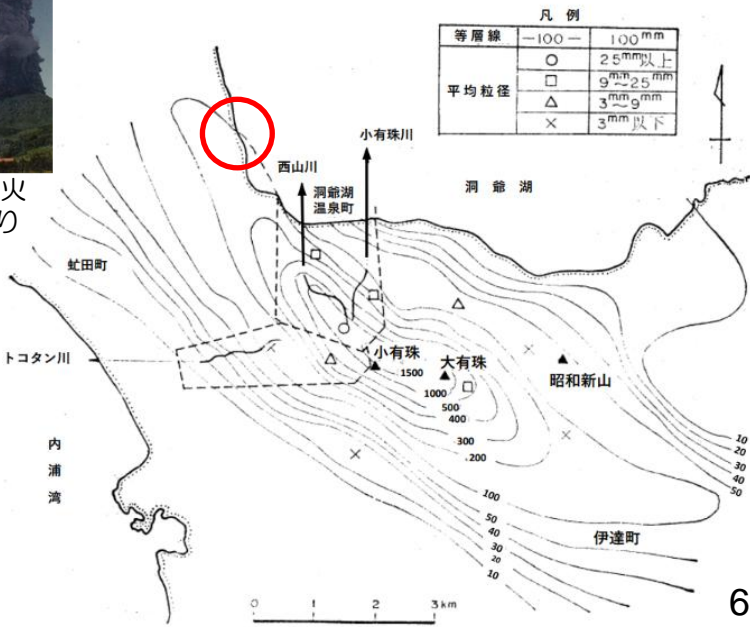 火
り
凡例
等層線 -100- 100mm
平均粒径 ○ 25mm以上
□ 9mm~25mm
△ 3mm~9mm
× 3mm以下
小有珠川
西山川
洞爺湖
温泉町
洞爺湖
虻田町
トコタン川
小有珠
大有珠
昭和新山
1500
1000
500
400
300
200
100
50
40
30
20
10
10
20
30
40
50
内浦湾
伊達町
0 1 2 3km
6